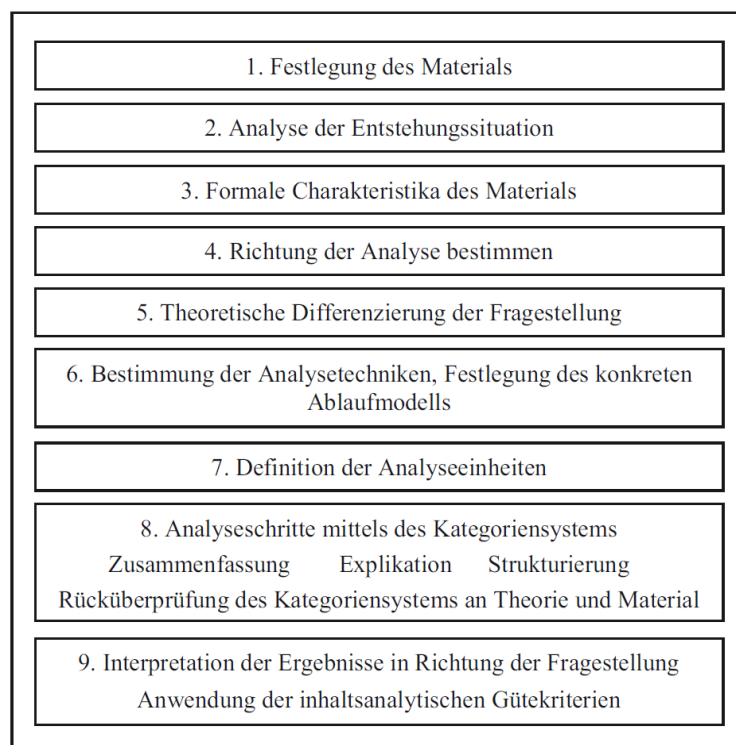 1. Festlegung des Materials
2. Analyse der Entstehungssituation
3. Formale Charakteristika des Materials
4. Richtung der Analyse bestimmen
5. Theoretische Differenzierung der Fragestellung
6. Bestimmung der Analysetechniken, Festlegung des konkreten
Ablaufmodells
7. Definition der Analyseeinheiten
8. Analyseschritte mittels des Kategoriensystems
Zusammenfassung Explikation Strukturierung
Rücküberprüfung des Kategoriensystems an Theorie und Material
9. Interpretation der Ergebnisse in Richtung der Fragestellung
Anwendung der inhaltsanalytischen Gütekriterien